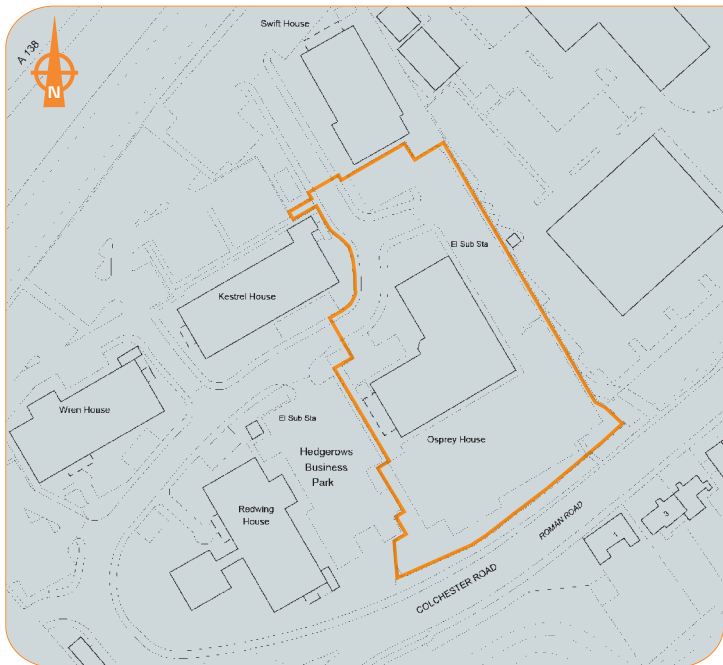 Swift House
A 138
N
El Sub Sta
Kestrel House
Wren House
El Sub Sta
Osprey House
Hedgerows
Business
Park
Redwing
House
ROMAN ROAD
3
1
COLCHESTER ROAD